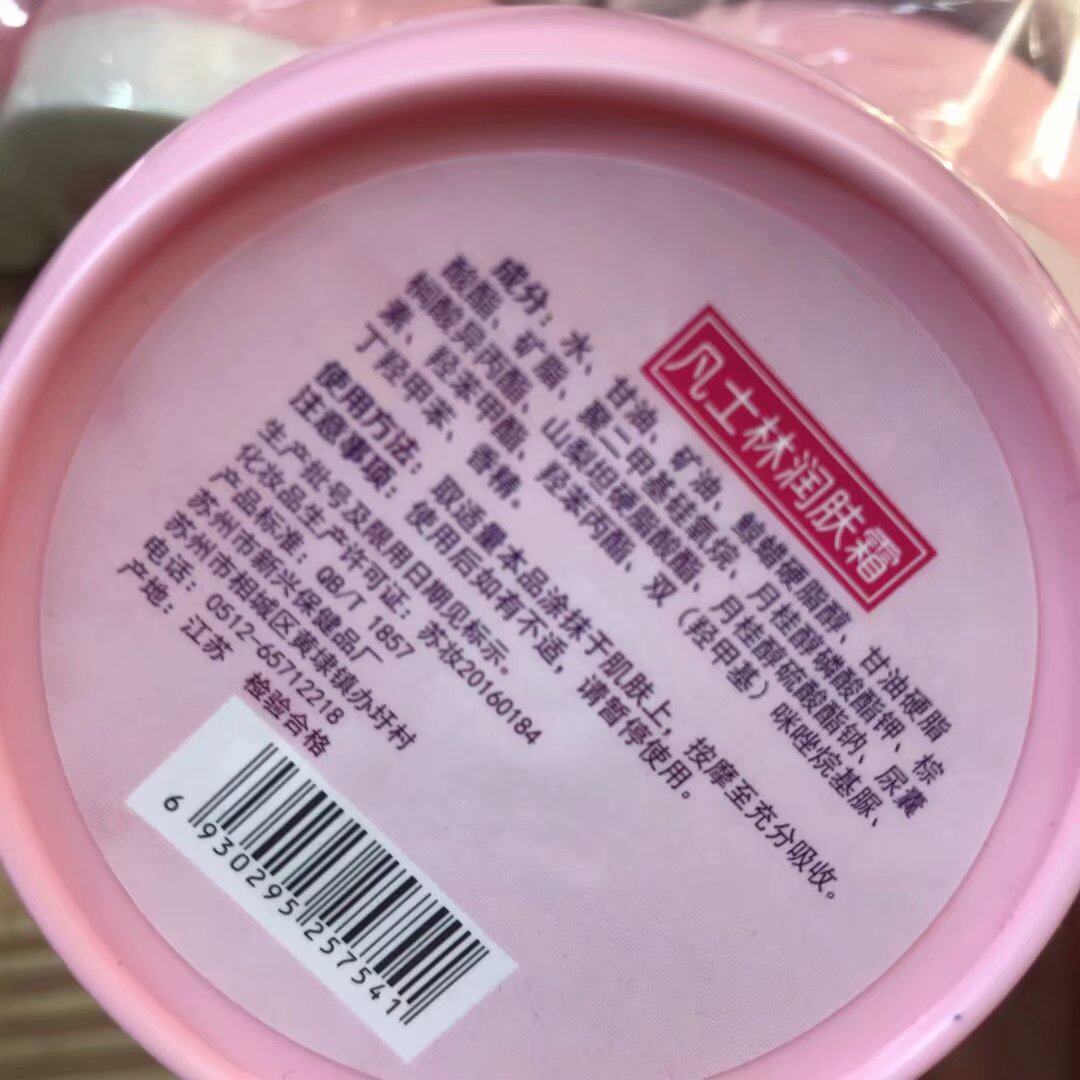 凡士林润肤霜
成分：水、甘油、矿油、鲸蜡硬脂醇、甘油硬脂
酸酯、矿脂、聚二甲基硅氧烷、月桂醇磷酸酯钾、棕
榈酸异丙酯、山梨坦硬脂酸酯、月桂醇硫酸酯钠、尿囊
素、羟苯甲酯、羟苯丙酯、双（羟甲基）咪唑烷基脲、
丁羟甲苯、香精。
使用方法：取适量本品涂抹于肌肤上，按摩至充分吸收。
注意事项：使用后如有不适，请暂停使用。
生产批号及限用日期见标示。
化妆品生产许可证：苏妆20160184
产品标准：QB/T 1857
苏州市新兴保健品厂
苏州市相城区黄埭镇办圩村
电话：0512-65712218
产地：江苏
检验合格
6 930295 257541